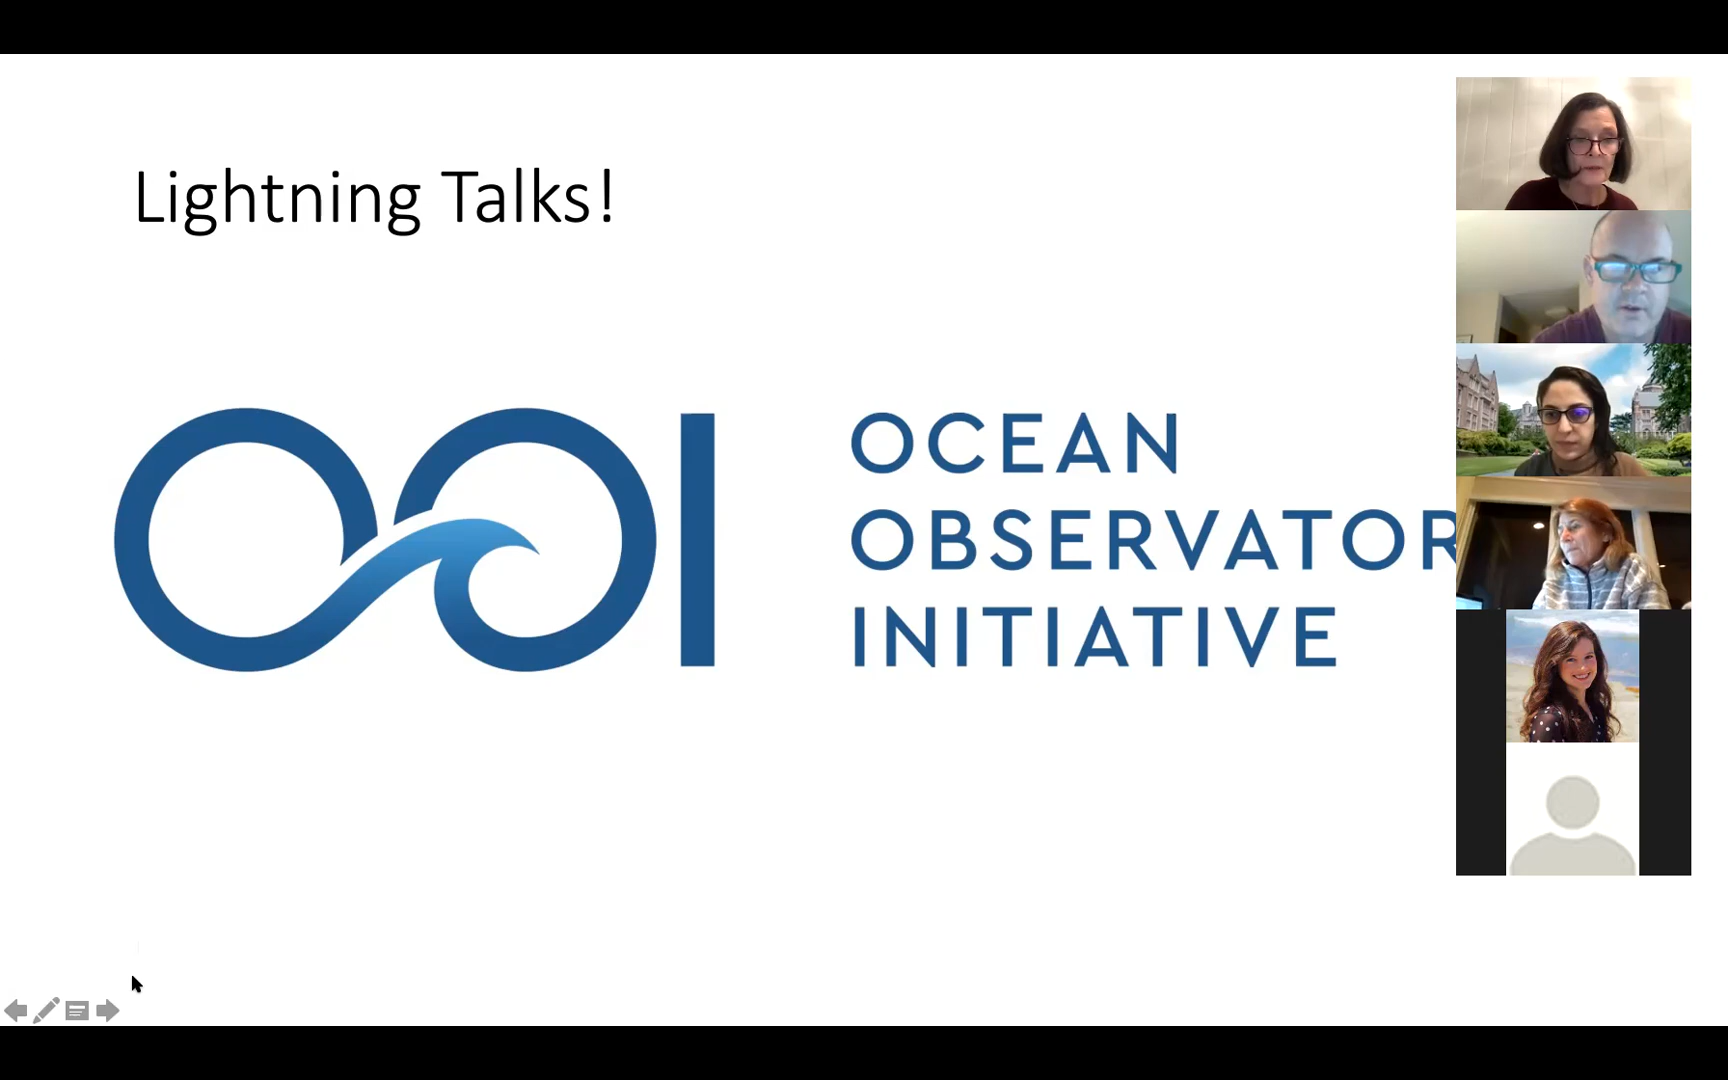 Lightning Talks!
OOI
OCEAN
OBSERVATOR
INITIATIVE